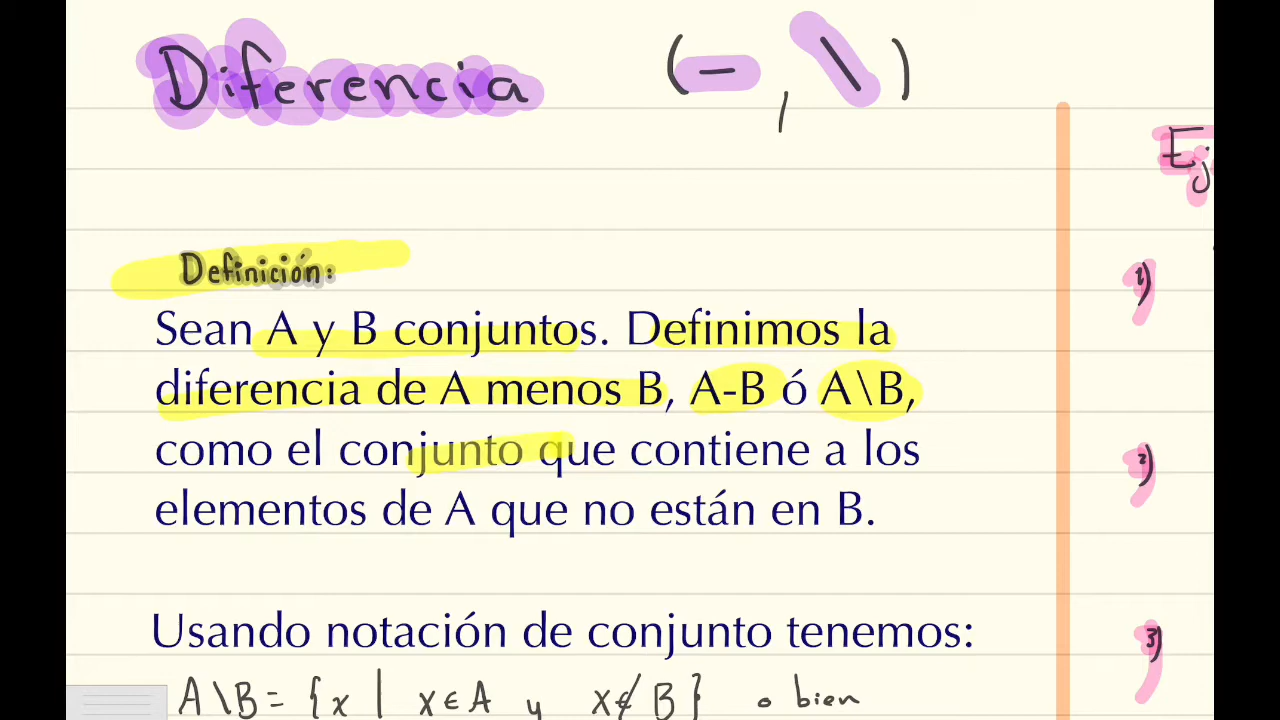 Diferencia (-, \)
Definición:
Sean A y B conjuntos. Definimos la
diferencia de A menos B, A-B ó A\B,
como el conjunto que contiene a los
elementos de A que no están en B.
Usando notación de conjunto tenemos:
A\B = {x | x ∈ A y x ∉ B} o bien
Ej
1)
2)
3)